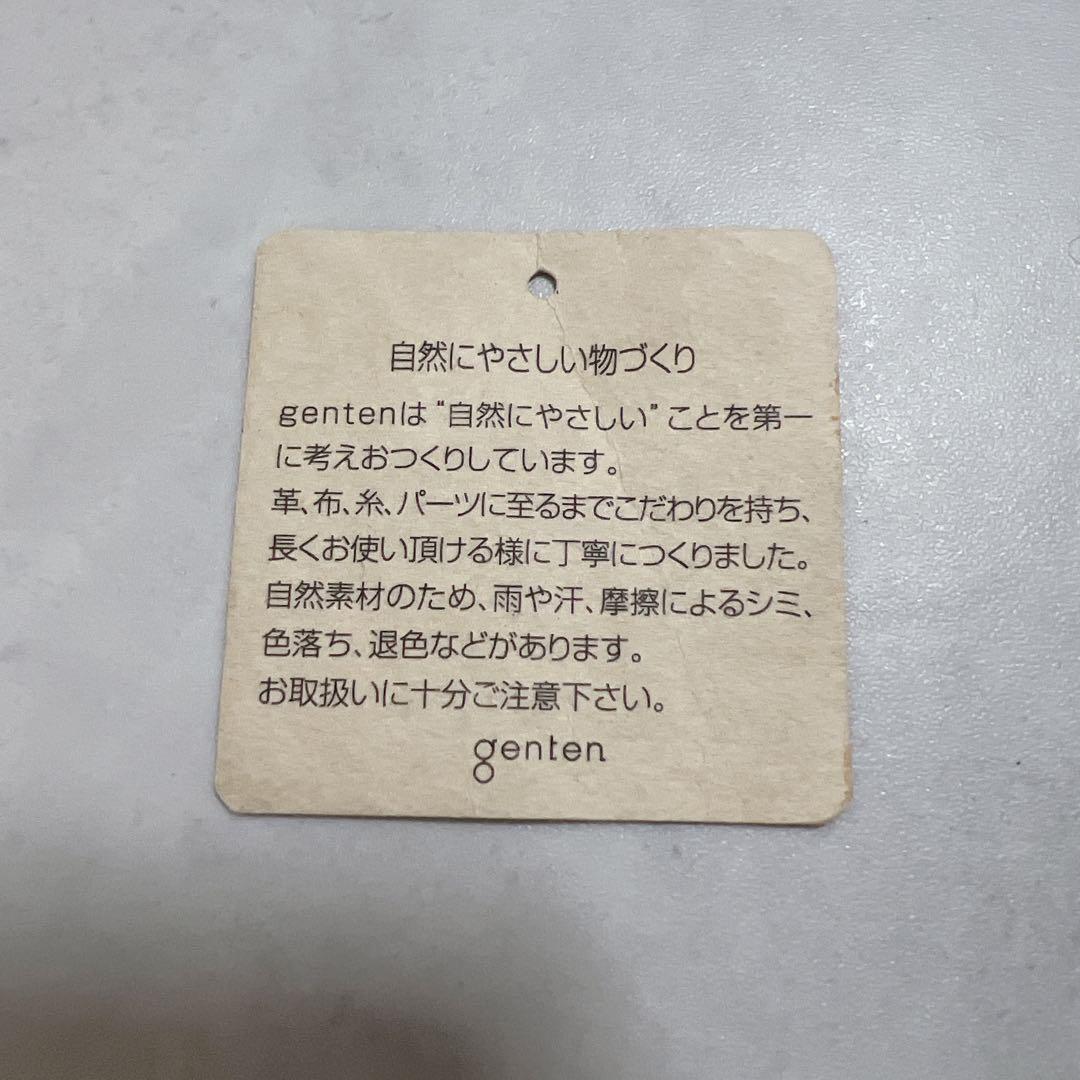 自然にやさしい物づくり
gentenは“自然にやさしい”ことを第一
に考えおつくりしています。
革、布、糸、パーツに至るまでこだわりを持ち、
長くお使い頂ける様に丁寧につくりました。
自然素材のため、雨や汗、摩擦によるシミ、
色落ち、退色などがあります。
お取扱いに十分ご注意下さい。
genten